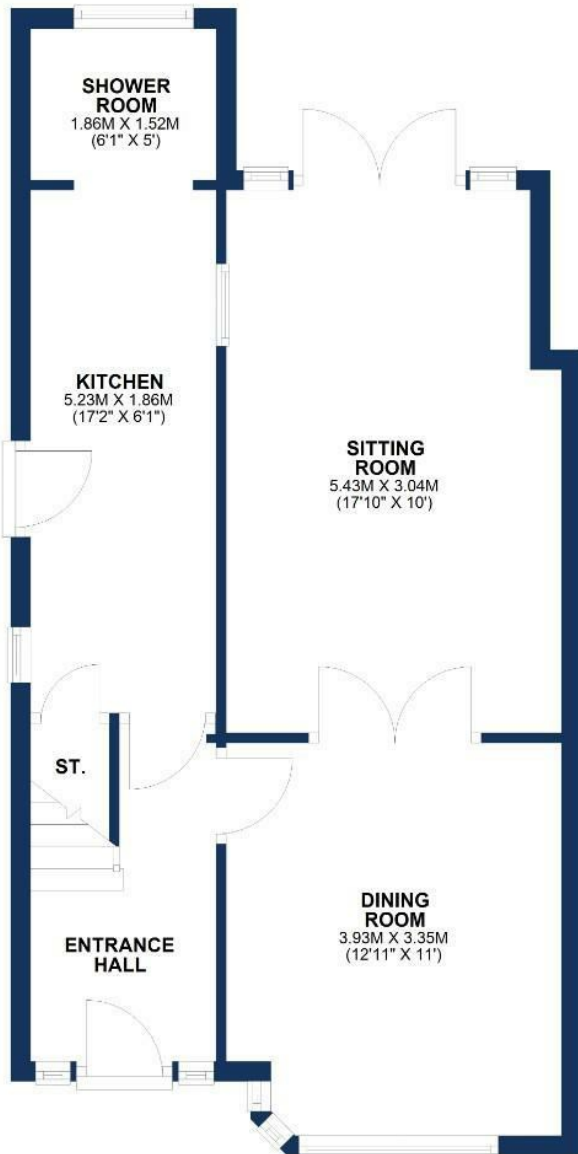 SHOWER
ROOM
1.86M X 1.52M
(6'1" X 5')
KITCHEN
5.23M X 1.86M
(17'2" X 6'1")
SITTING
ROOM
5.43M X 3.04M
(17'10" X 10')
ST.
DINING
ROOM
3.93M X 3.35M
(12'11" X 11')
ENTRANCE
HALL